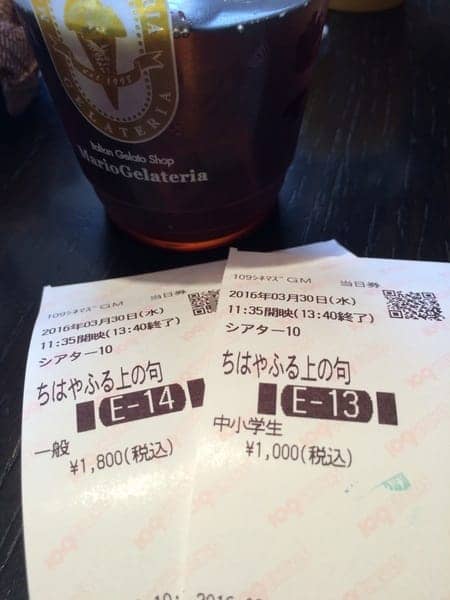 GELATERIA
Italian Gelato Shop
MarioGelateria
109ｼﾈﾏｽﾞGM 当日券
2016年03月30日(水)
11:35開映(13:40終了)
シアター10
ちはやふる上の句
E-14
一般
¥1,800(税込)
109ｼﾈﾏｽﾞGM 当日券
2016年03月30日(水)
11:35開映(13:40終了)
シアター10
ちはやふる上の句
E-13
中小学生
¥1,000(税込)